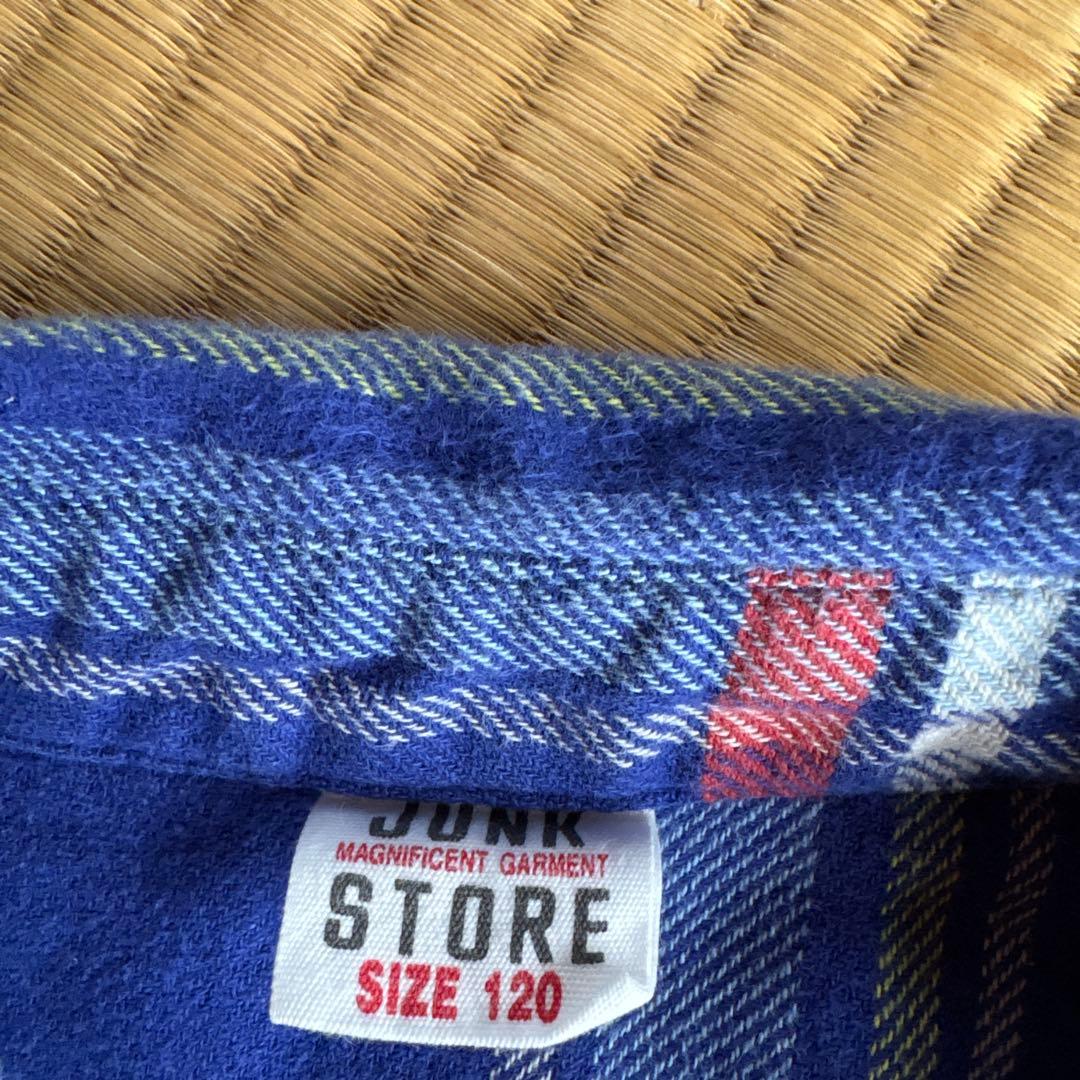 JUNK
MAGNIFICENT GARMENT
STORE
SIZE 120